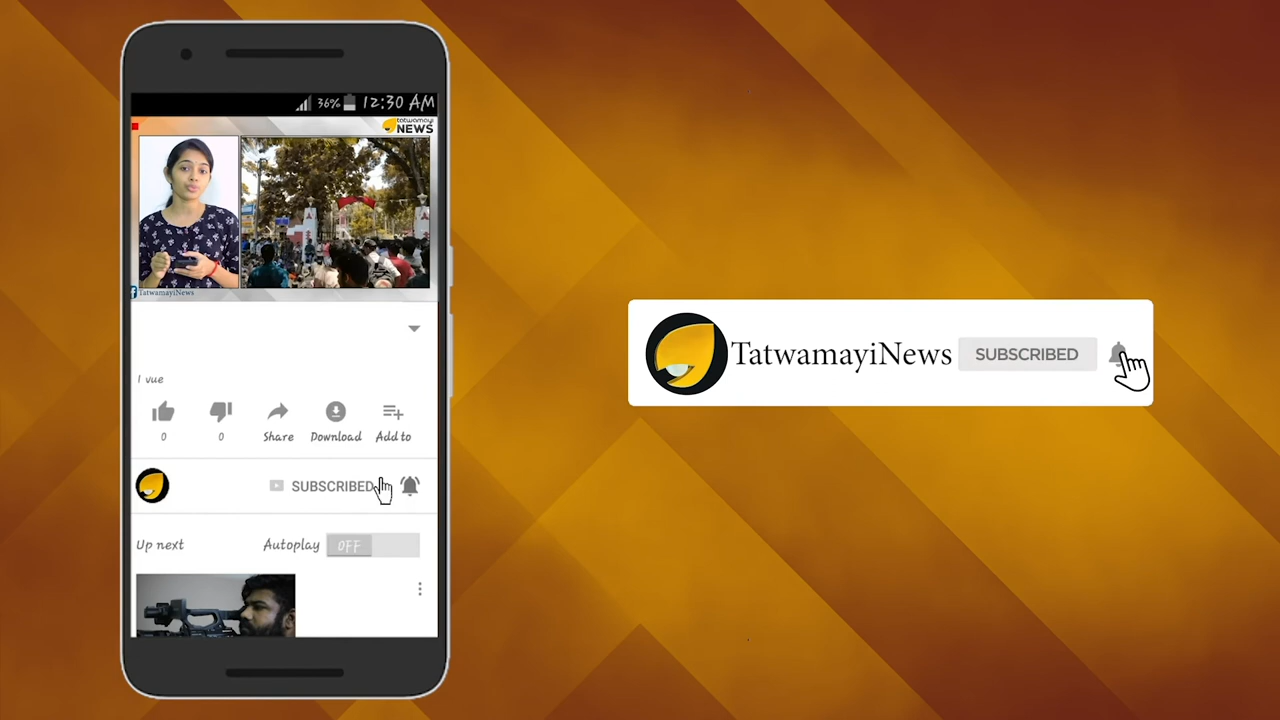 36% 12:30 AM
tatwamayi
NEWS
TatwamayiNews
1 vue
0 0 Share Download Add to
SUBSCRIBED
Up next Autoplay OFF
TatwamayiNews SUBSCRIBED